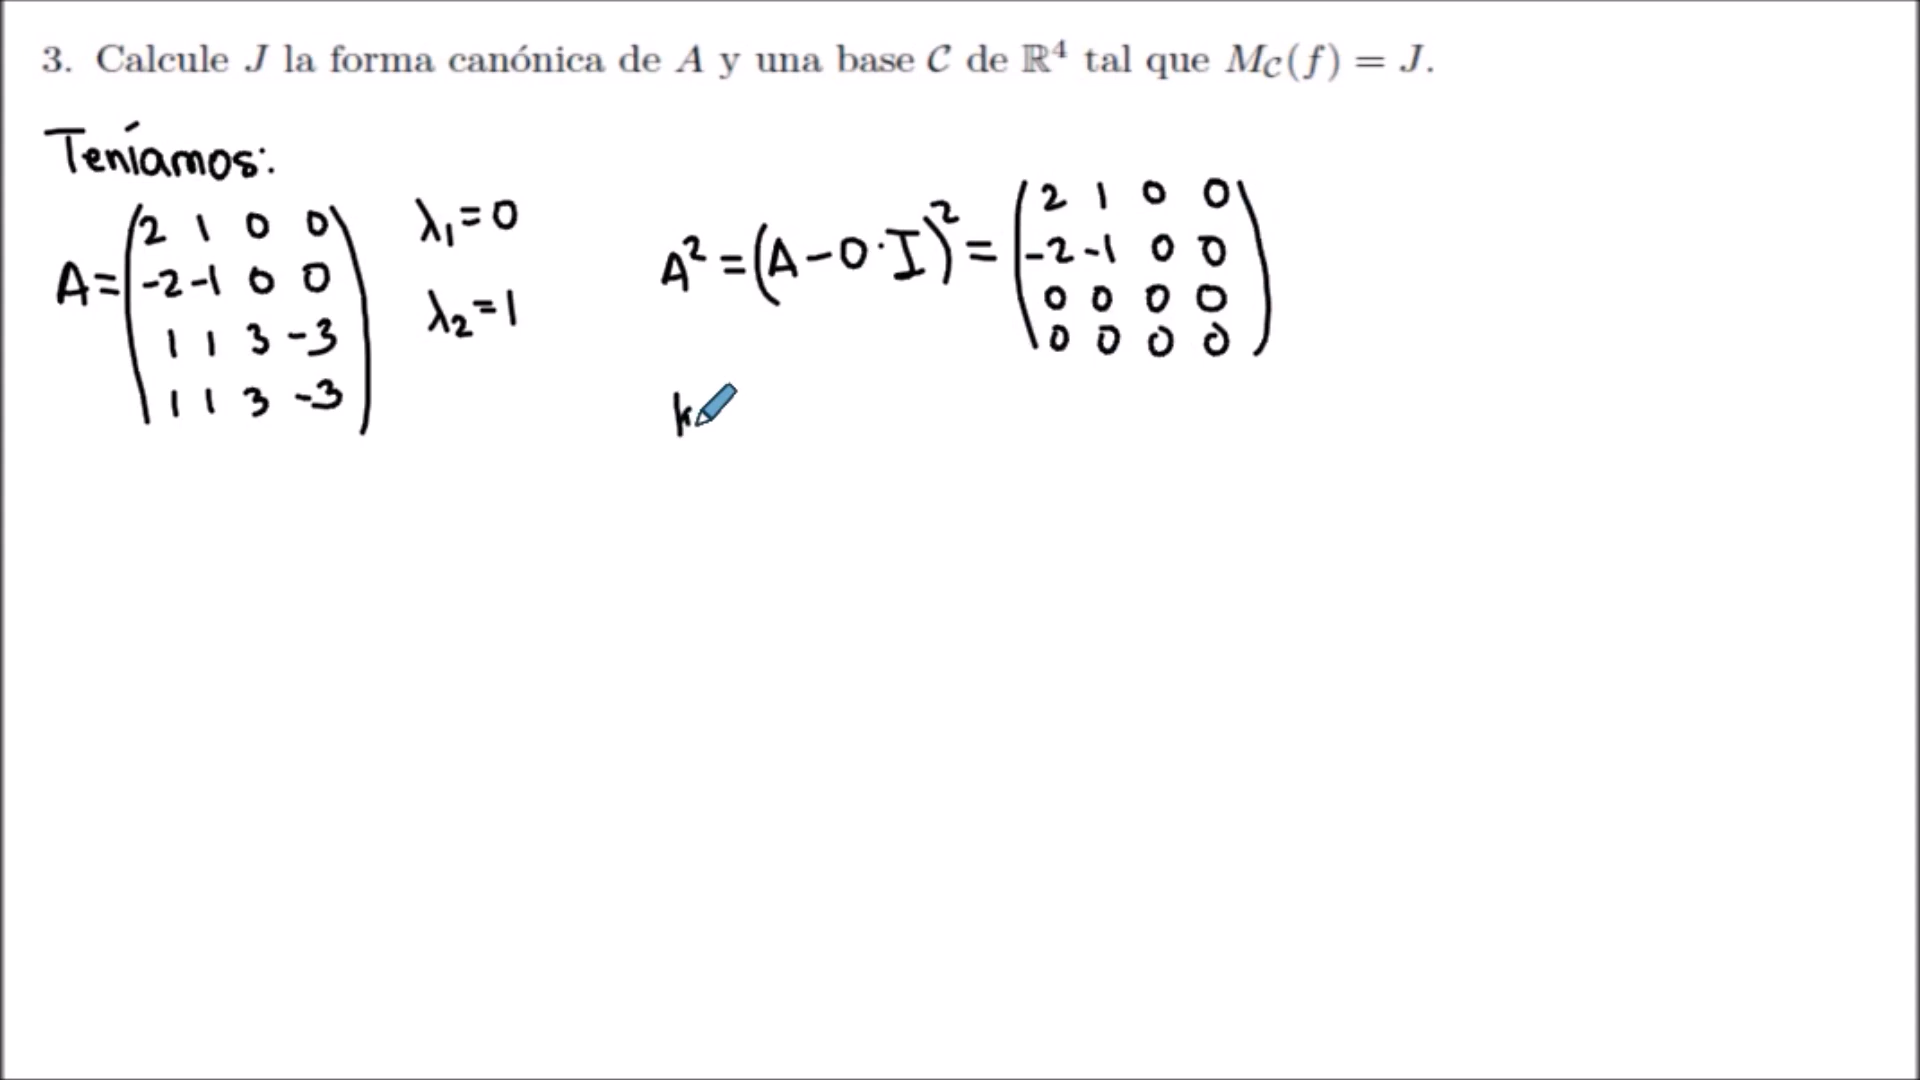 3. Calcule J la forma canónica de A y una base C de ℝ⁴ tal que M_C(f) = J.
Teníamos:
A = ( 2 1 0 0
-2 -1 0 0
1 1 3 -3
1 1 3 -3 )
λ₁ = 0
λ₂ = 1
A² = (A - 0·I)² = ( 2 1 0 0
-2 -1 0 0
0 0 0 0
0 0 0 0 )